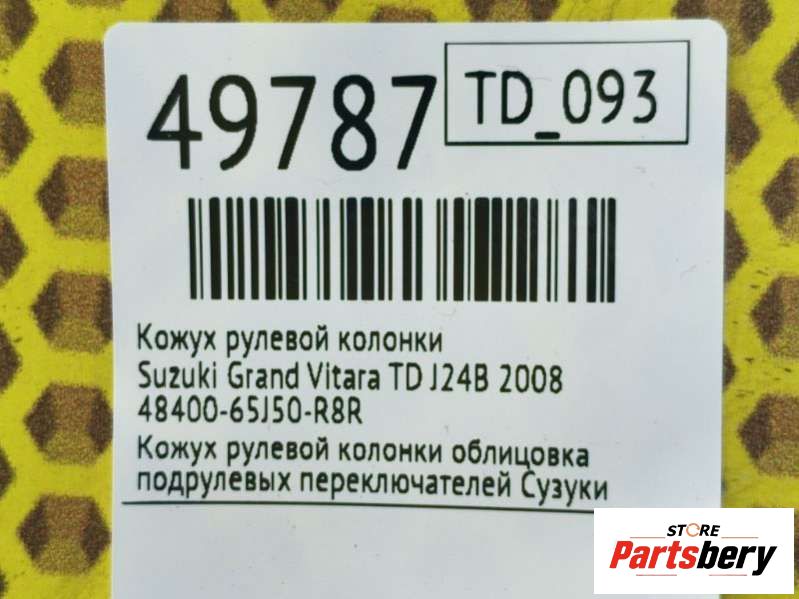 49787
TD_093
Кожух рулевой колонки
Suzuki Grand Vitara TD J24B 2008
48400-65J50-R8R
Кожух рулевой колонки облицовка
подрулевых переключателей Сузуки
STORE
Partsbery